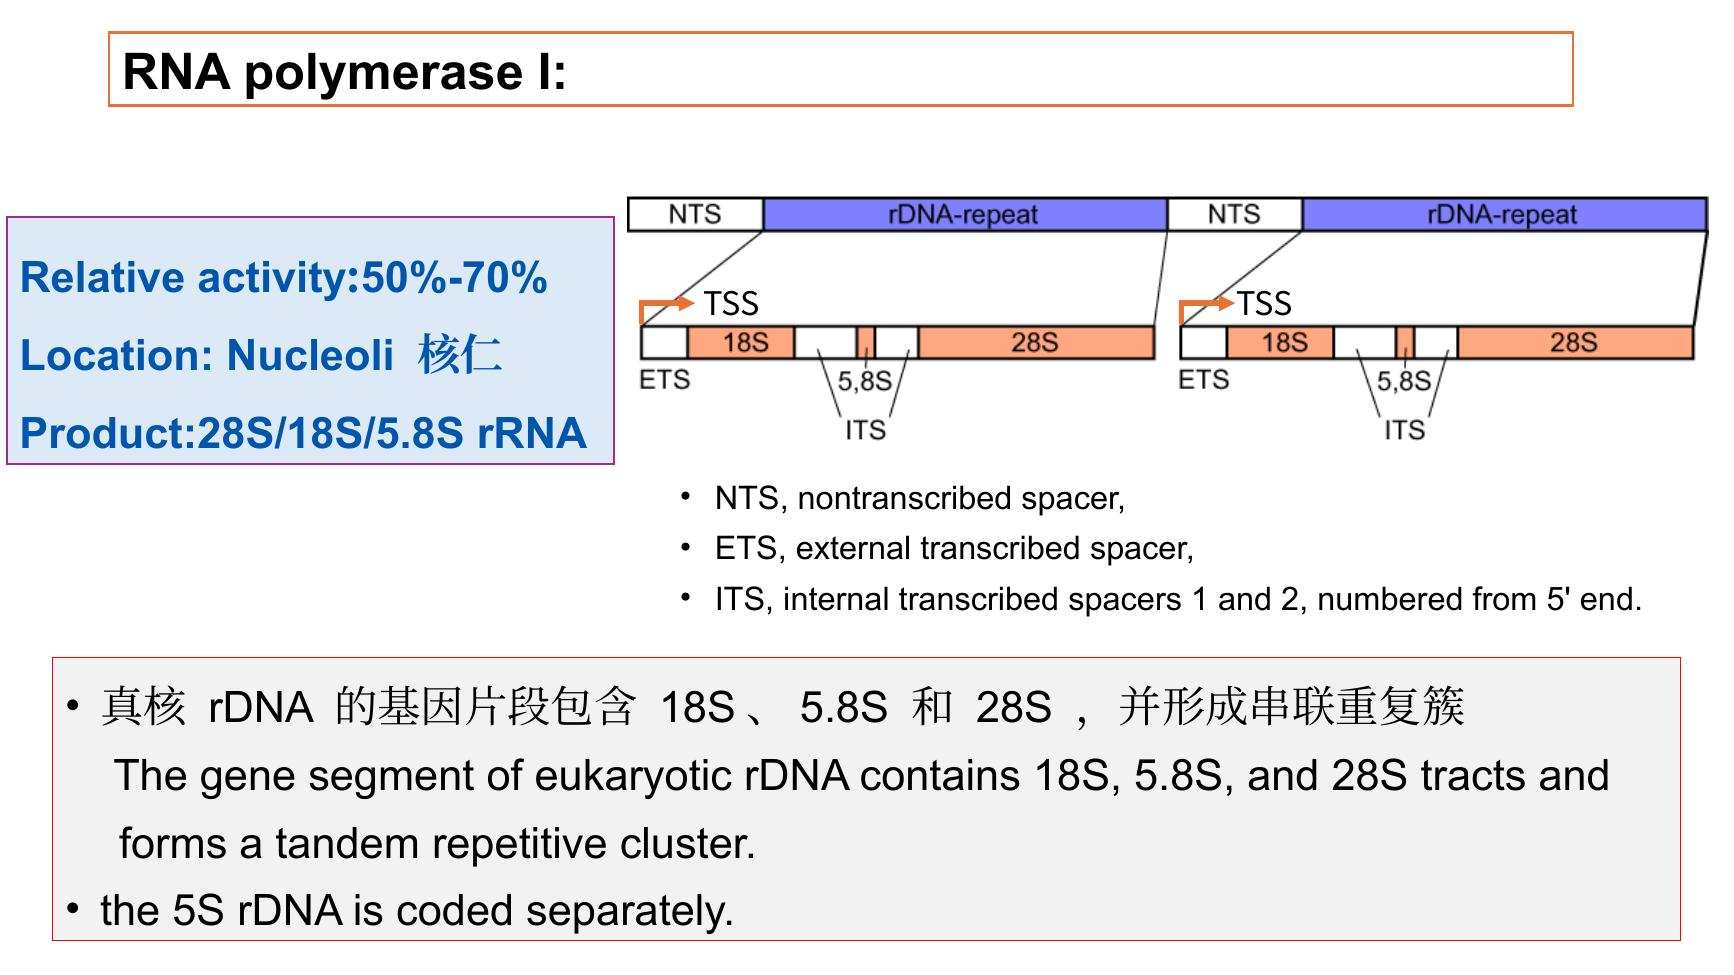 RNA polymerase I:
Relative activity:50%-70%
Location: Nucleoli 核仁
Product:28S/18S/5.8S rRNA
NTS rDNA-repeat NTS rDNA-repeat
TSS TSS
18S 28S 18S 28S
ETS 5,8S ETS 5,8S
ITS ITS
• NTS, nontranscribed spacer,
• ETS, external transcribed spacer,
• ITS, internal transcribed spacers 1 and 2, numbered from 5' end.
• 真核 rDNA 的基因片段包含 18S、 5.8S 和 28S ，并形成串联重复簇
The gene segment of eukaryotic rDNA contains 18S, 5.8S, and 28S tracts and
forms a tandem repetitive cluster.
• the 5S rDNA is coded separately.